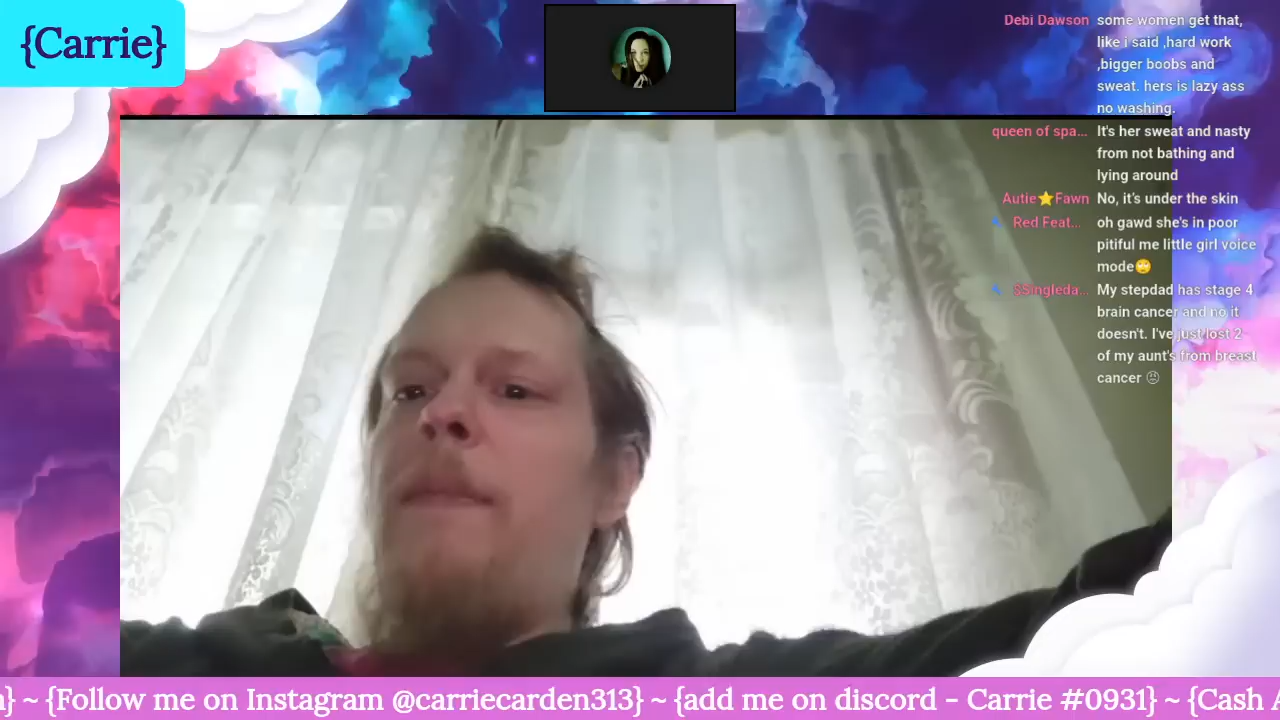 {Carrie}
Debi Dawson some women get that,
like i said ,hard work
,bigger boobs and
sweat. hers is lazy ass
no washing.
queen of spa... It's her sweat and nasty
from not bathing and
lying around
Autie⭐Fawn No, it's under the skin
Red Feat... oh gawd she's in poor
pitiful me little girl voice
mode🙄
SSingleda... My stepdad has stage 4
brain cancer and no it
doesn't. I've just lost 2
of my aunt's from breast
cancer 😢
} ~ {Follow me on Instagram @carriecarden313} ~ {add me on discord - Carrie #0931} ~ {Cash